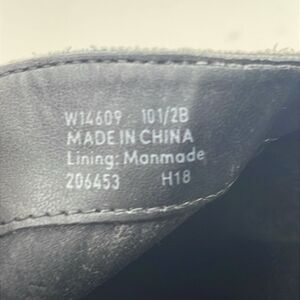 W14609 101/2B
MADE IN CHINA
Lining: Manmade
206453 H18